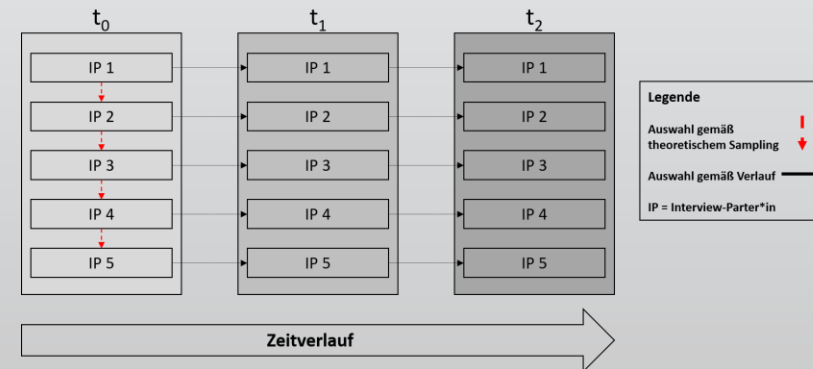 t0 t1 t2
IP 1 IP 1 IP 1
IP 2 IP 2 IP 2
IP 3 IP 3 IP 3
IP 4 IP 4 IP 4
IP 5 IP 5 IP 5
Zeitverlauf
Legende
Auswahl gemäß
theoretischem Sampling
Auswahl gemäß Verlauf
IP = Interview-Parter*in